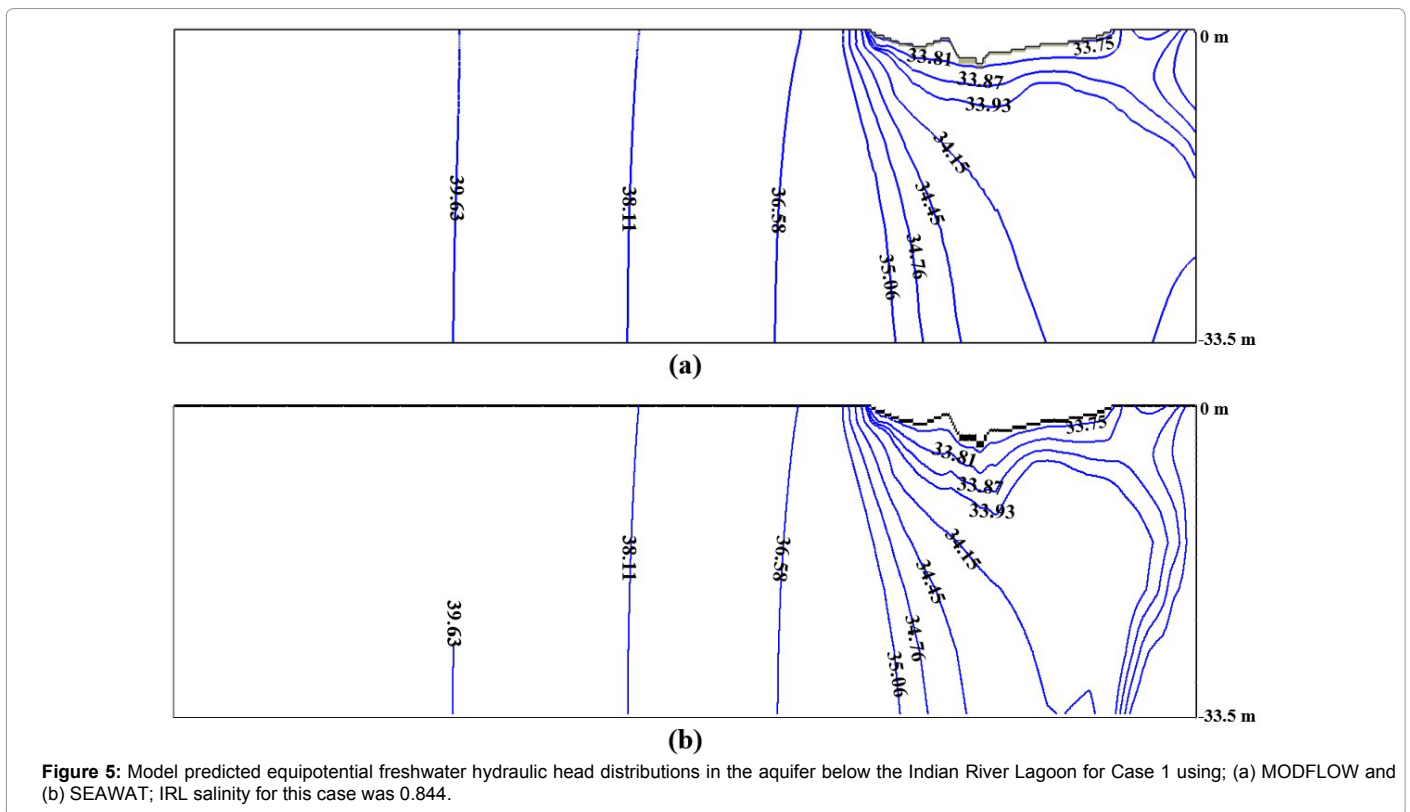 0 m
33.75
33.81
33.87
33.93
34.15
39.63
38.11
36.58
34.45
34.76
35.06
-33.5 m
(a)
0 m
33.75
33.81
33.87
33.93
34.15
38.11
36.58
34.45
39.63
34.76
35.06
-33.5 m
(b)
Figure 5: Model predicted equipotential freshwater hydraulic head distributions in the aquifer below the Indian River Lagoon for Case 1 using; (a) MODFLOW and
(b) SEAWAT; IRL salinity for this case was 0.844.